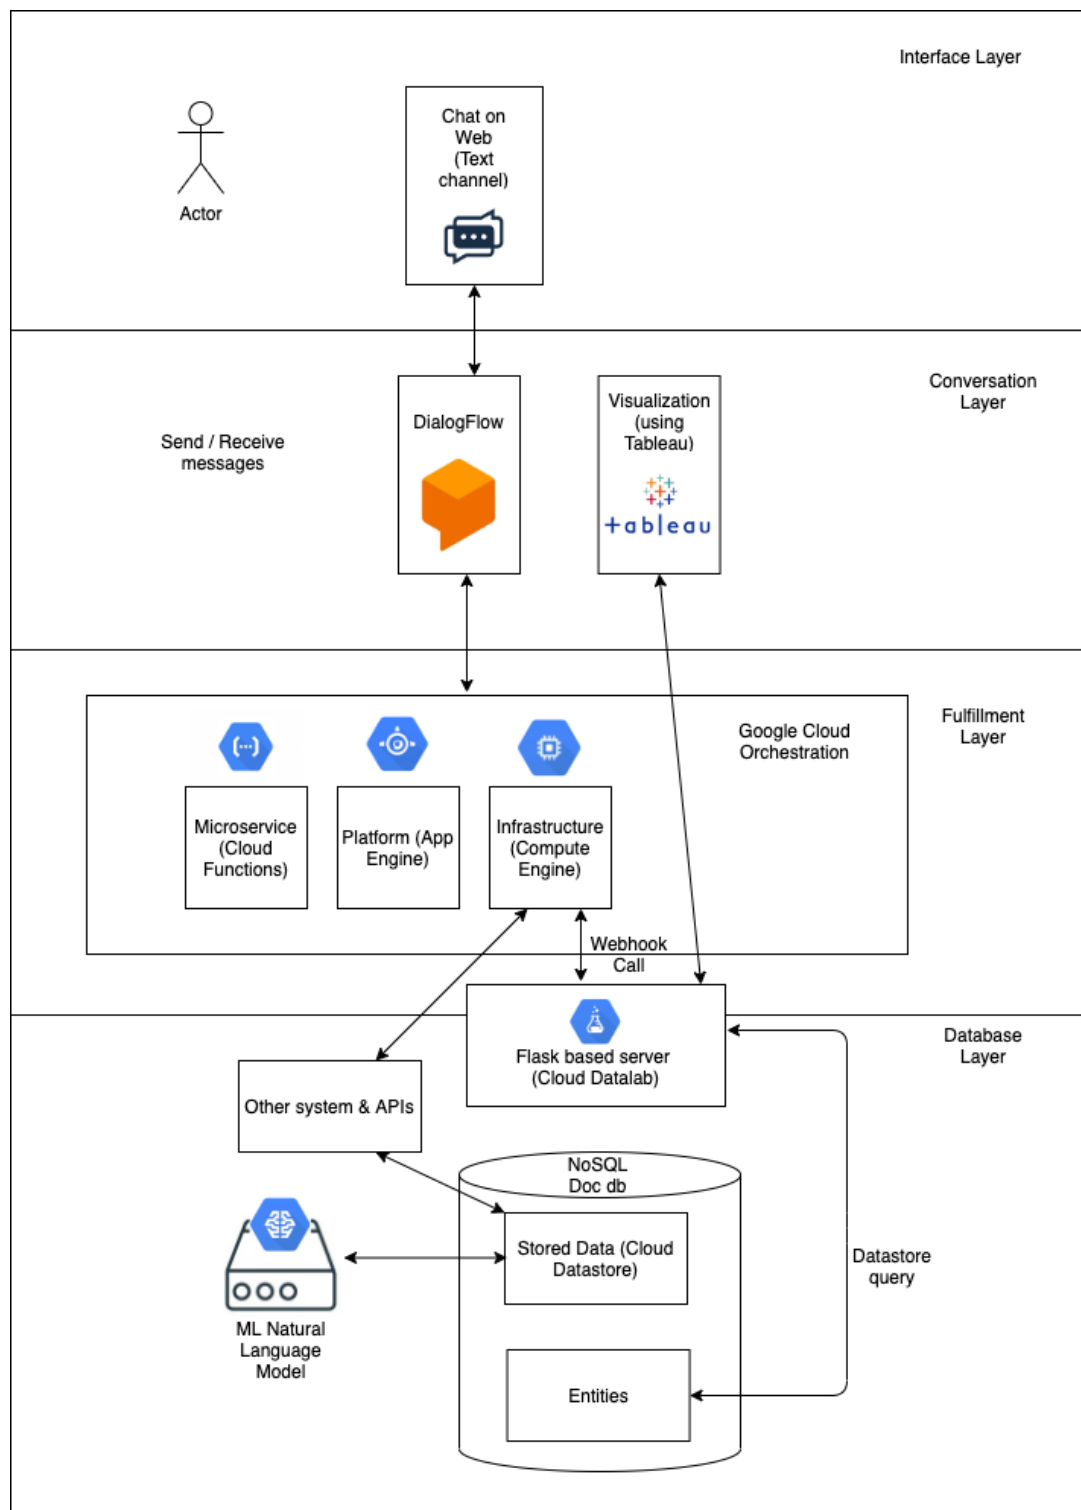 Interface Layer
Chat on
Web
(Text
channel)
Actor
Conversation
Layer
DialogFlow
Visualization
(using
Tableau)
Send / Receive
messages
+ableau
Fulfillment
Layer
Google Cloud
Orchestration
Microservice
(Cloud
Functions)
Platform (App
Engine)
Infrastructure
(Compute
Engine)
Webhook
Call
Database
Layer
Flask based server
(Cloud Datalab)
Other system & APIs
NoSQL
Doc db
Stored Data (Cloud
Datastore)
Datastore
query
ML Natural
Language
Model
Entities